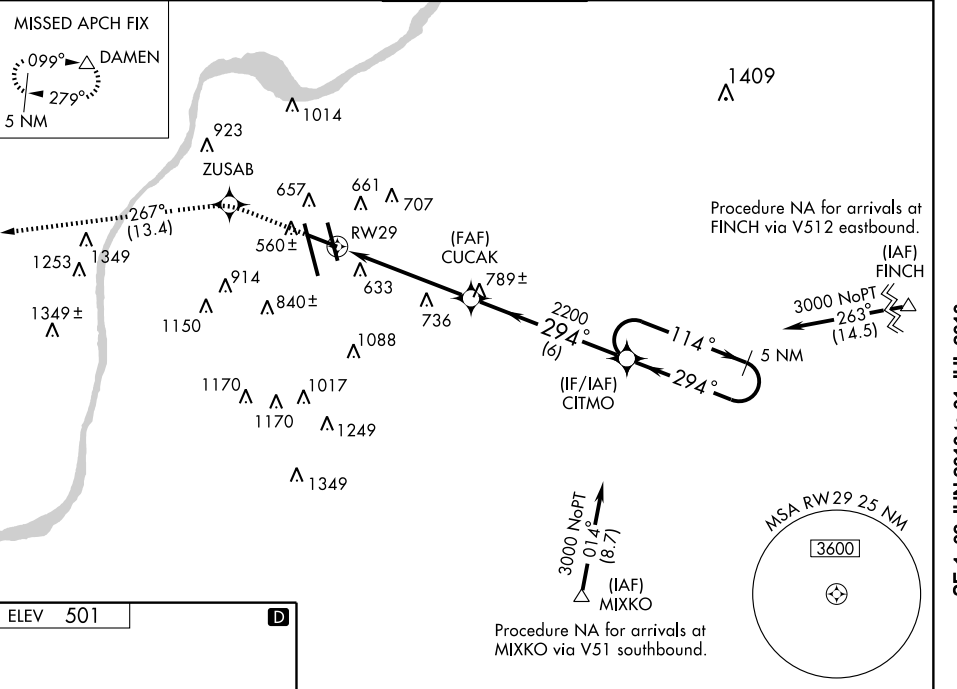 MISSED APCH FIX
099°
DAMEN
279°
5 NM
1014
1409
923
ZUSAB
657
661
707
267°
(13.4)
560±
RW29
Procedure NA for arrivals at
FINCH via V512 eastbound.
(IAF)
FINCH
1349
1253
(FAF)
CUCAK
789±
633
914
840±
736
1150
1349±
3000 NoPT
263°
(14.5)
2200
294°
(6)
114°
5 NM
294°
1088
(IF/IAF)
CITMO
1170
1170
1017
1249
1349
3000 NoPT
014°
(8.7)
(IAF)
MIXKO
Procedure NA for arrivals at
MIXKO via V51 southbound.
MSA RW29 25 NM
3600
ELEV 501
D